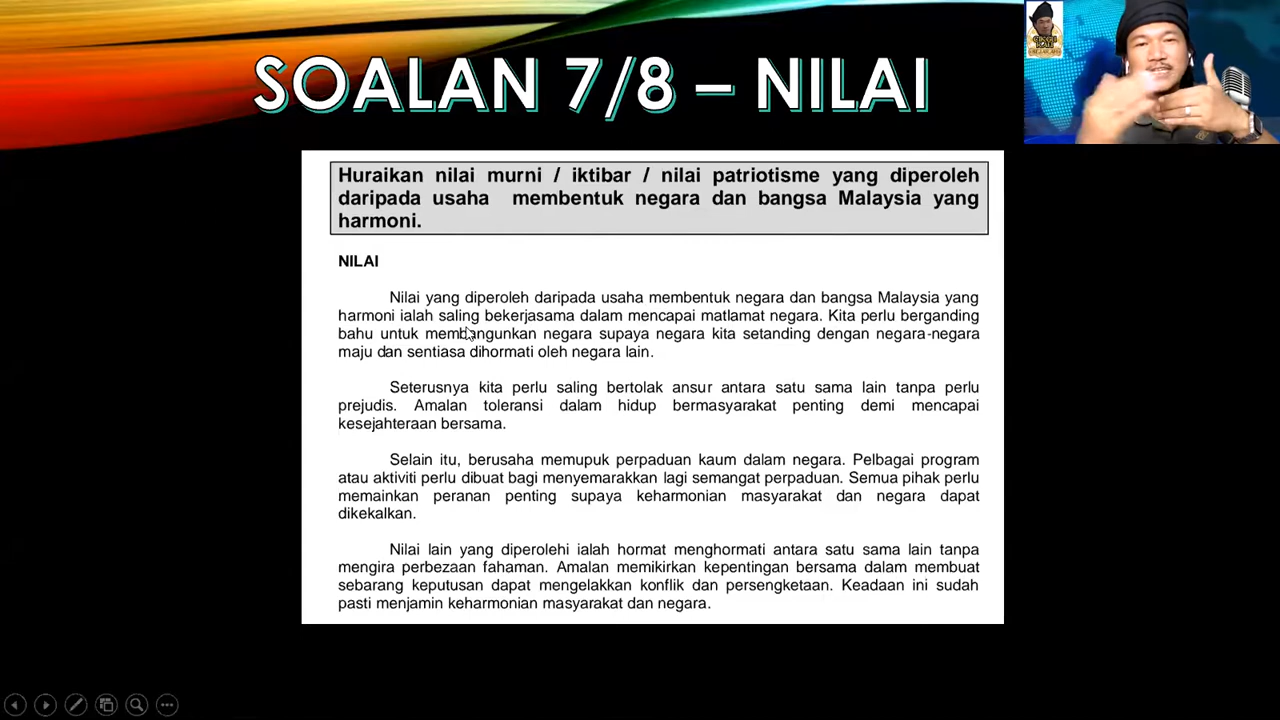 SOALAN 7/8 – NILAI
Huraikan nilai murni / iktibar / nilai patriotisme yang diperoleh
daripada usaha membentuk negara dan bangsa Malaysia yang
harmoni.
NILAI
Nilai yang diperoleh daripada usaha membentuk negara dan bangsa Malaysia yang
harmoni ialah saling bekerjasama dalam mencapai matlamat negara. Kita perlu berganding
bahu untuk membangunkan negara supaya negara kita setanding dengan negara-negara
maju dan sentiasa dihormati oleh negara lain.
Seterusnya kita perlu saling bertolak ansur antara satu sama lain tanpa perlu
prejudis. Amalan toleransi dalam hidup bermasyarakat penting demi mencapai
kesejahteraan bersama.
Selain itu, berusaha memupuk perpaduan kaum dalam negara. Pelbagai program
atau aktiviti perlu dibuat bagi menyemarakkan lagi semangat perpaduan. Semua pihak perlu
memainkan peranan penting supaya keharmonian masyarakat dan negara dapat
dikekalkan.
Nilai lain yang diperolehi ialah hormat menghormati antara satu sama lain tanpa
mengira perbezaan fahaman. Amalan memikirkan kepentingan bersama dalam membuat
sebarang keputusan dapat mengelakkan konflik dan persengketaan. Keadaan ini sudah
pasti menjamin keharmonian masyarakat dan negara.